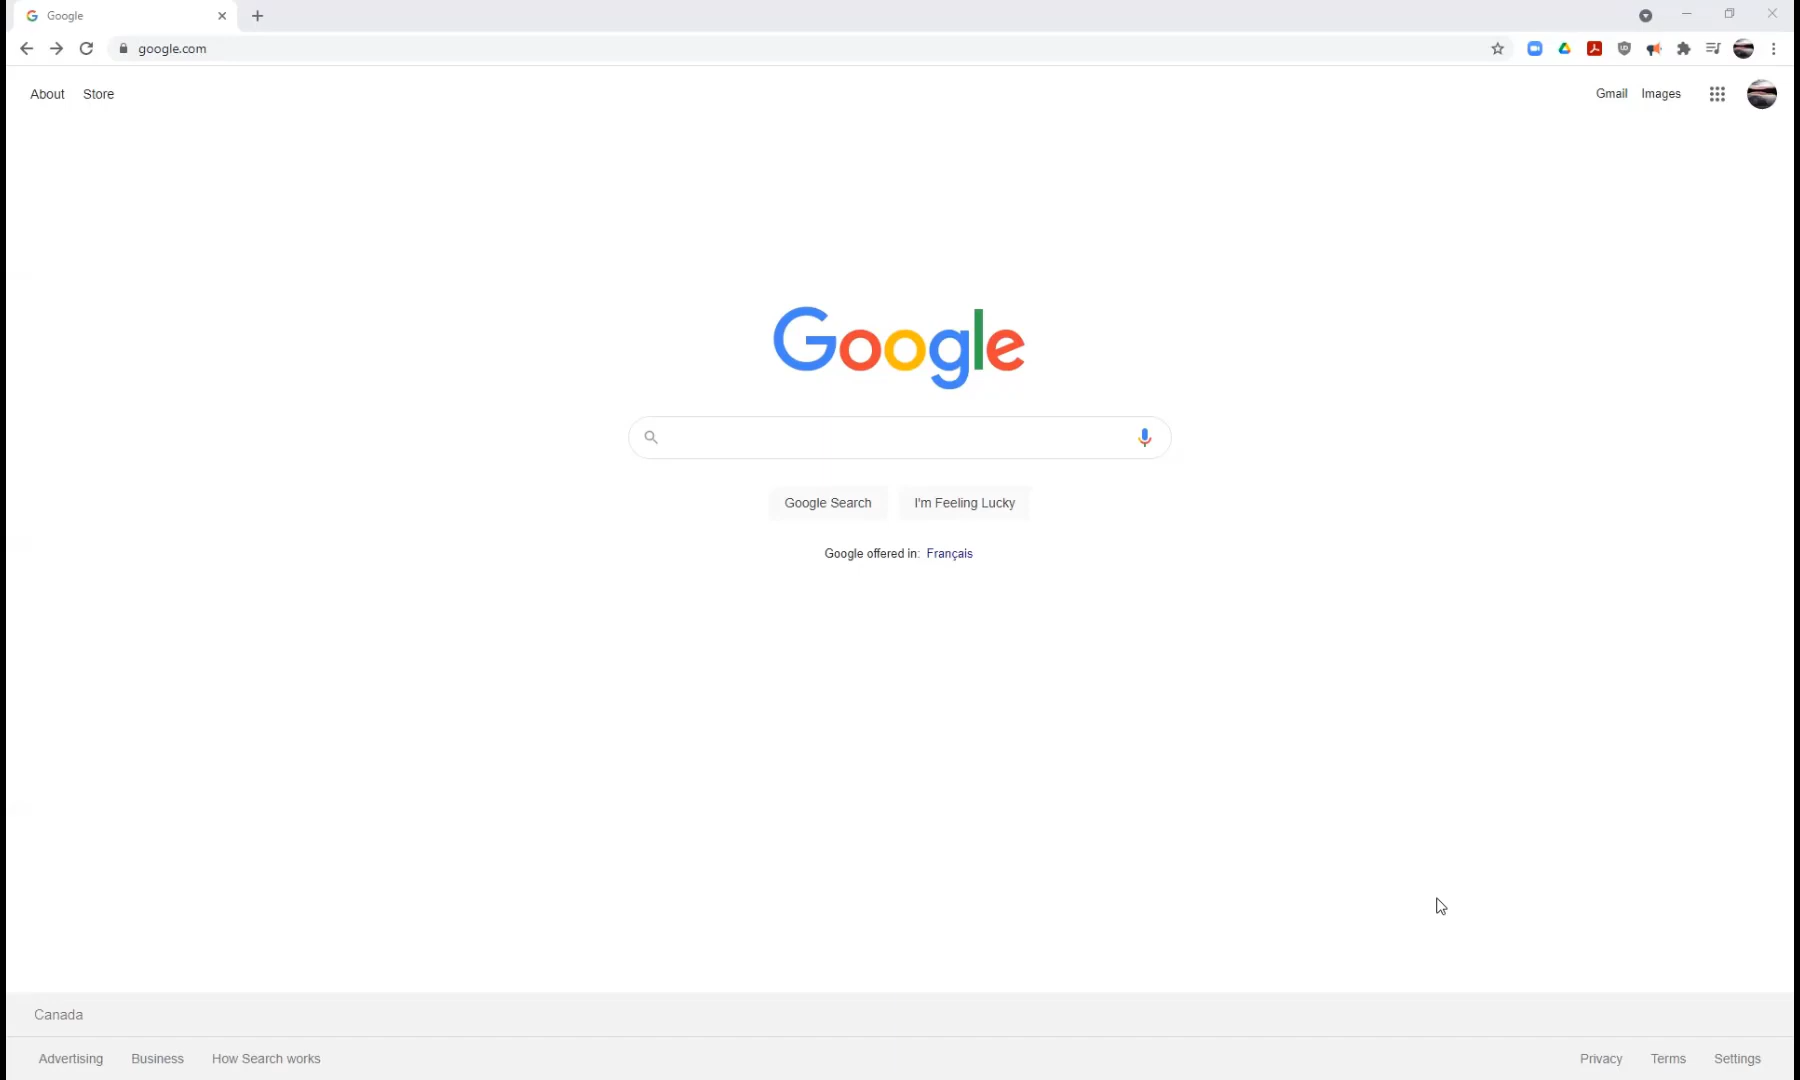 Google
google.com
About Store Gmail Images
Google
Google Search I'm Feeling Lucky
Google offered in: Français
Canada
Advertising Business How Search works Privacy Terms Settings